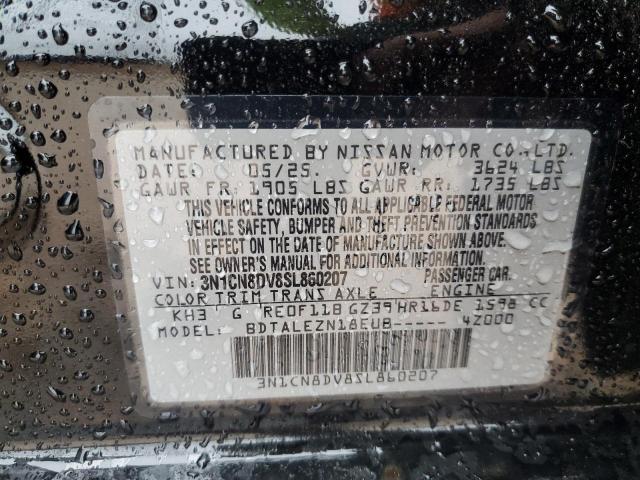 MANUFACTURED BY NISSAN MOTOR CO.,LTD.
DATE: 05/25. GVWR: 3624 LBS
GAWR FR: 1905 LBS GAWR RR: 1735 LBS
THIS VEHICLE CONFORMS TO ALL APPLICABLE FEDERAL MOTOR
VEHICLE SAFETY, BUMPER AND THEFT PREVENTION STANDARDS
IN EFFECT ON THE DATE OF MANUFACTURE SHOWN ABOVE.
SEE OWNER'S MANUAL FOR ADDITIONAL INFORMATION.
VIN: 3N1CN8DV8SL860207 PASSENGER CAR.
COLOR TRIM TRANS AXLE ENGINE
KH3 G RE0F11B GZ39 HR16DE 1598 CC
MODEL: BDTALEZN18EUB----- 4Z000
3N1CN8DV8SL860207